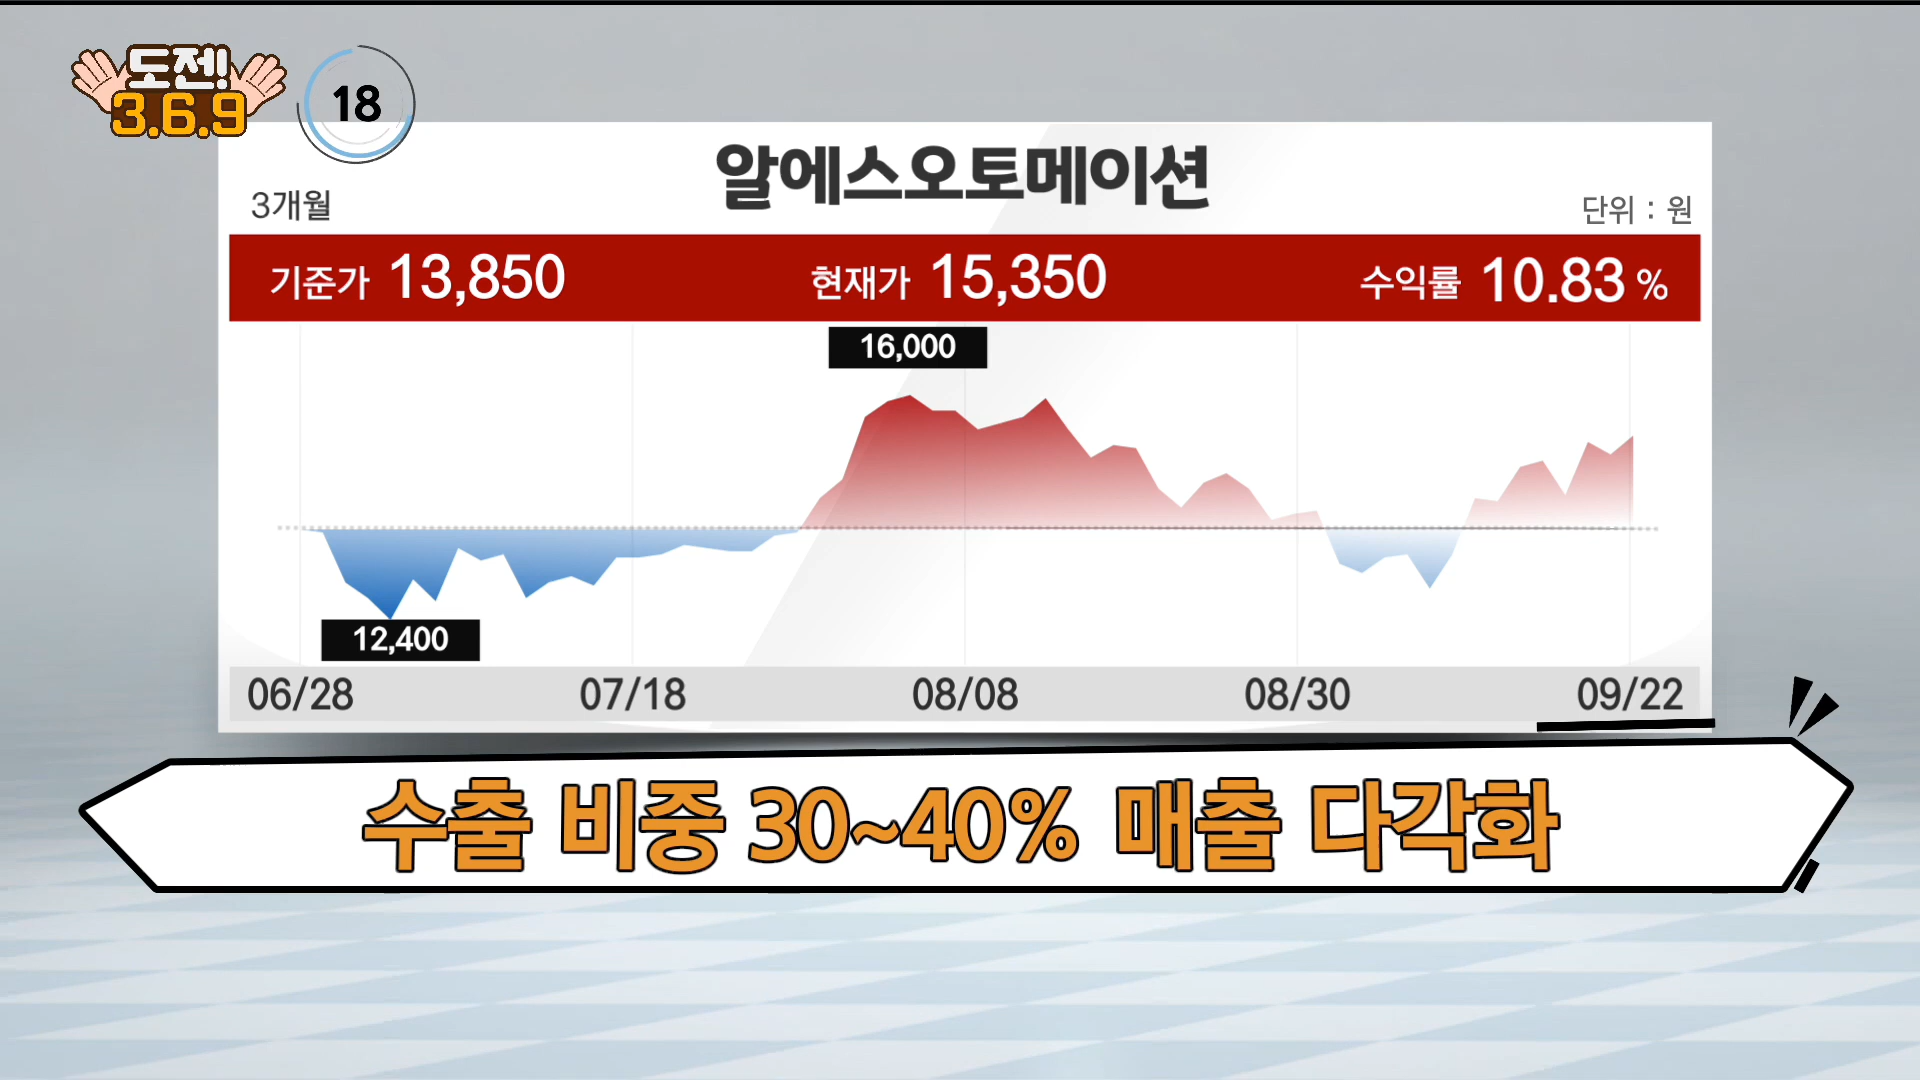 도전! 3.6.9
18
알에스오토메이션
3개월
단위 : 원
기준가 13,850 현재가 15,350 수익률 10.83 %
16,000
12,400
06/28 07/18 08/08 08/30 09/22
수출 비중 30~40% 매출 다각화